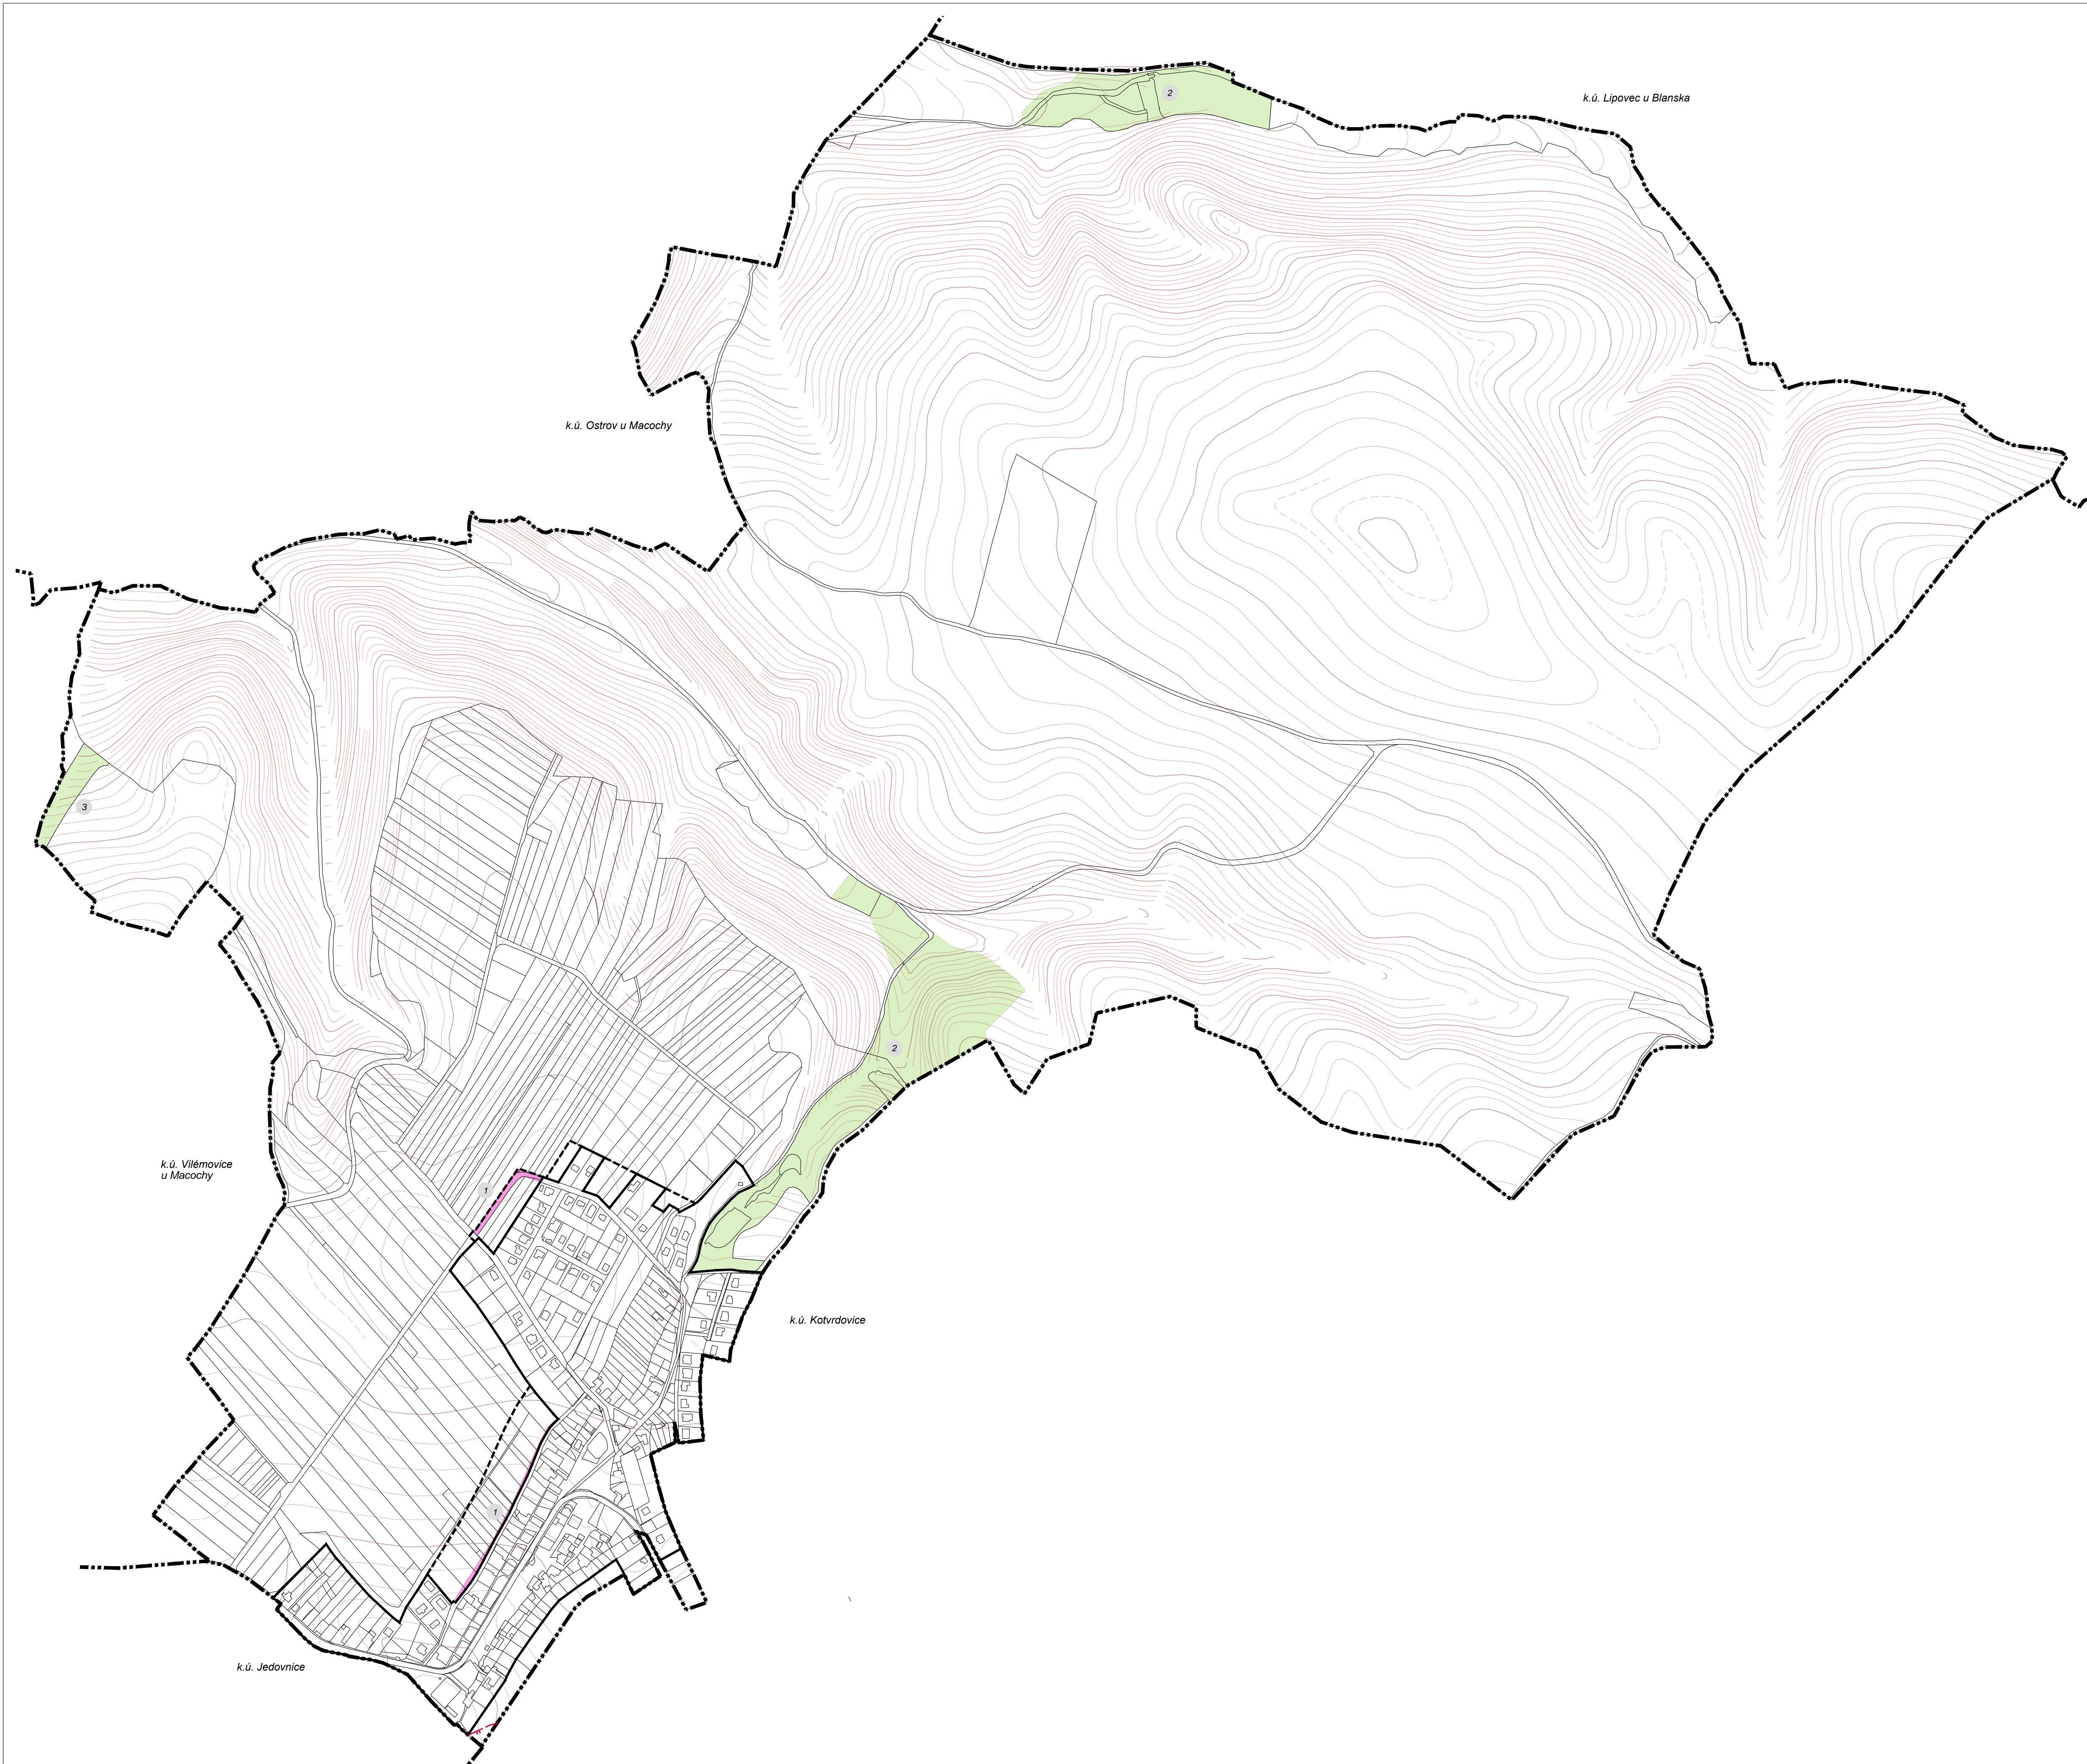 2
k.ú. Lipovec u Blanska
k.ú. Ostrov u Macochy
3
2
k.ú. Vilémovice
u Macochy
1
k.ú. Kotvrdovice
1
k.ú. Jedovnice